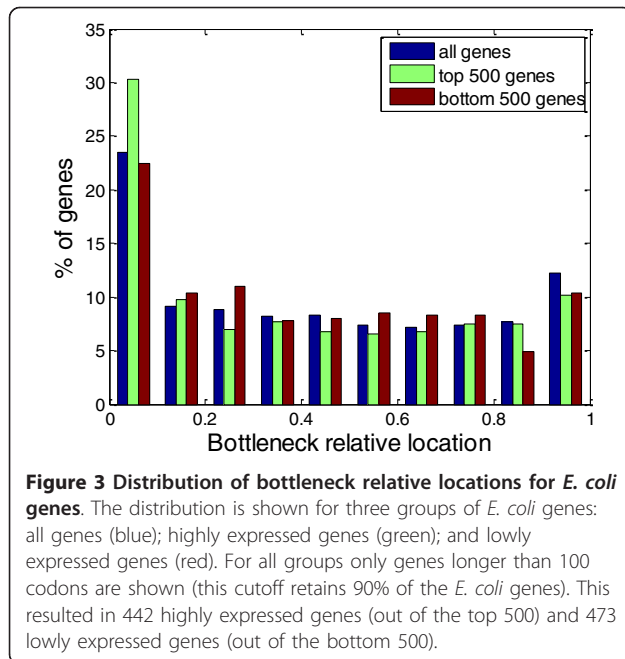 35
30
25
20
15
10
5
0
% of genes
all genes
top 500 genes
bottom 500 genes
0 0.2 0.4 0.6 0.8 1
Bottleneck relative location
Figure 3 Distribution of bottleneck relative locations for E. coli
genes. The distribution is shown for three groups of E. coli genes:
all genes (blue); highly expressed genes (green); and lowly
expressed genes (red). For all groups only genes longer than 100
codons are shown (this cutoff retains 90% of the E. coli genes). This
resulted in 442 highly expressed genes (out of the top 500) and 473
lowly expressed genes (out of the bottom 500).